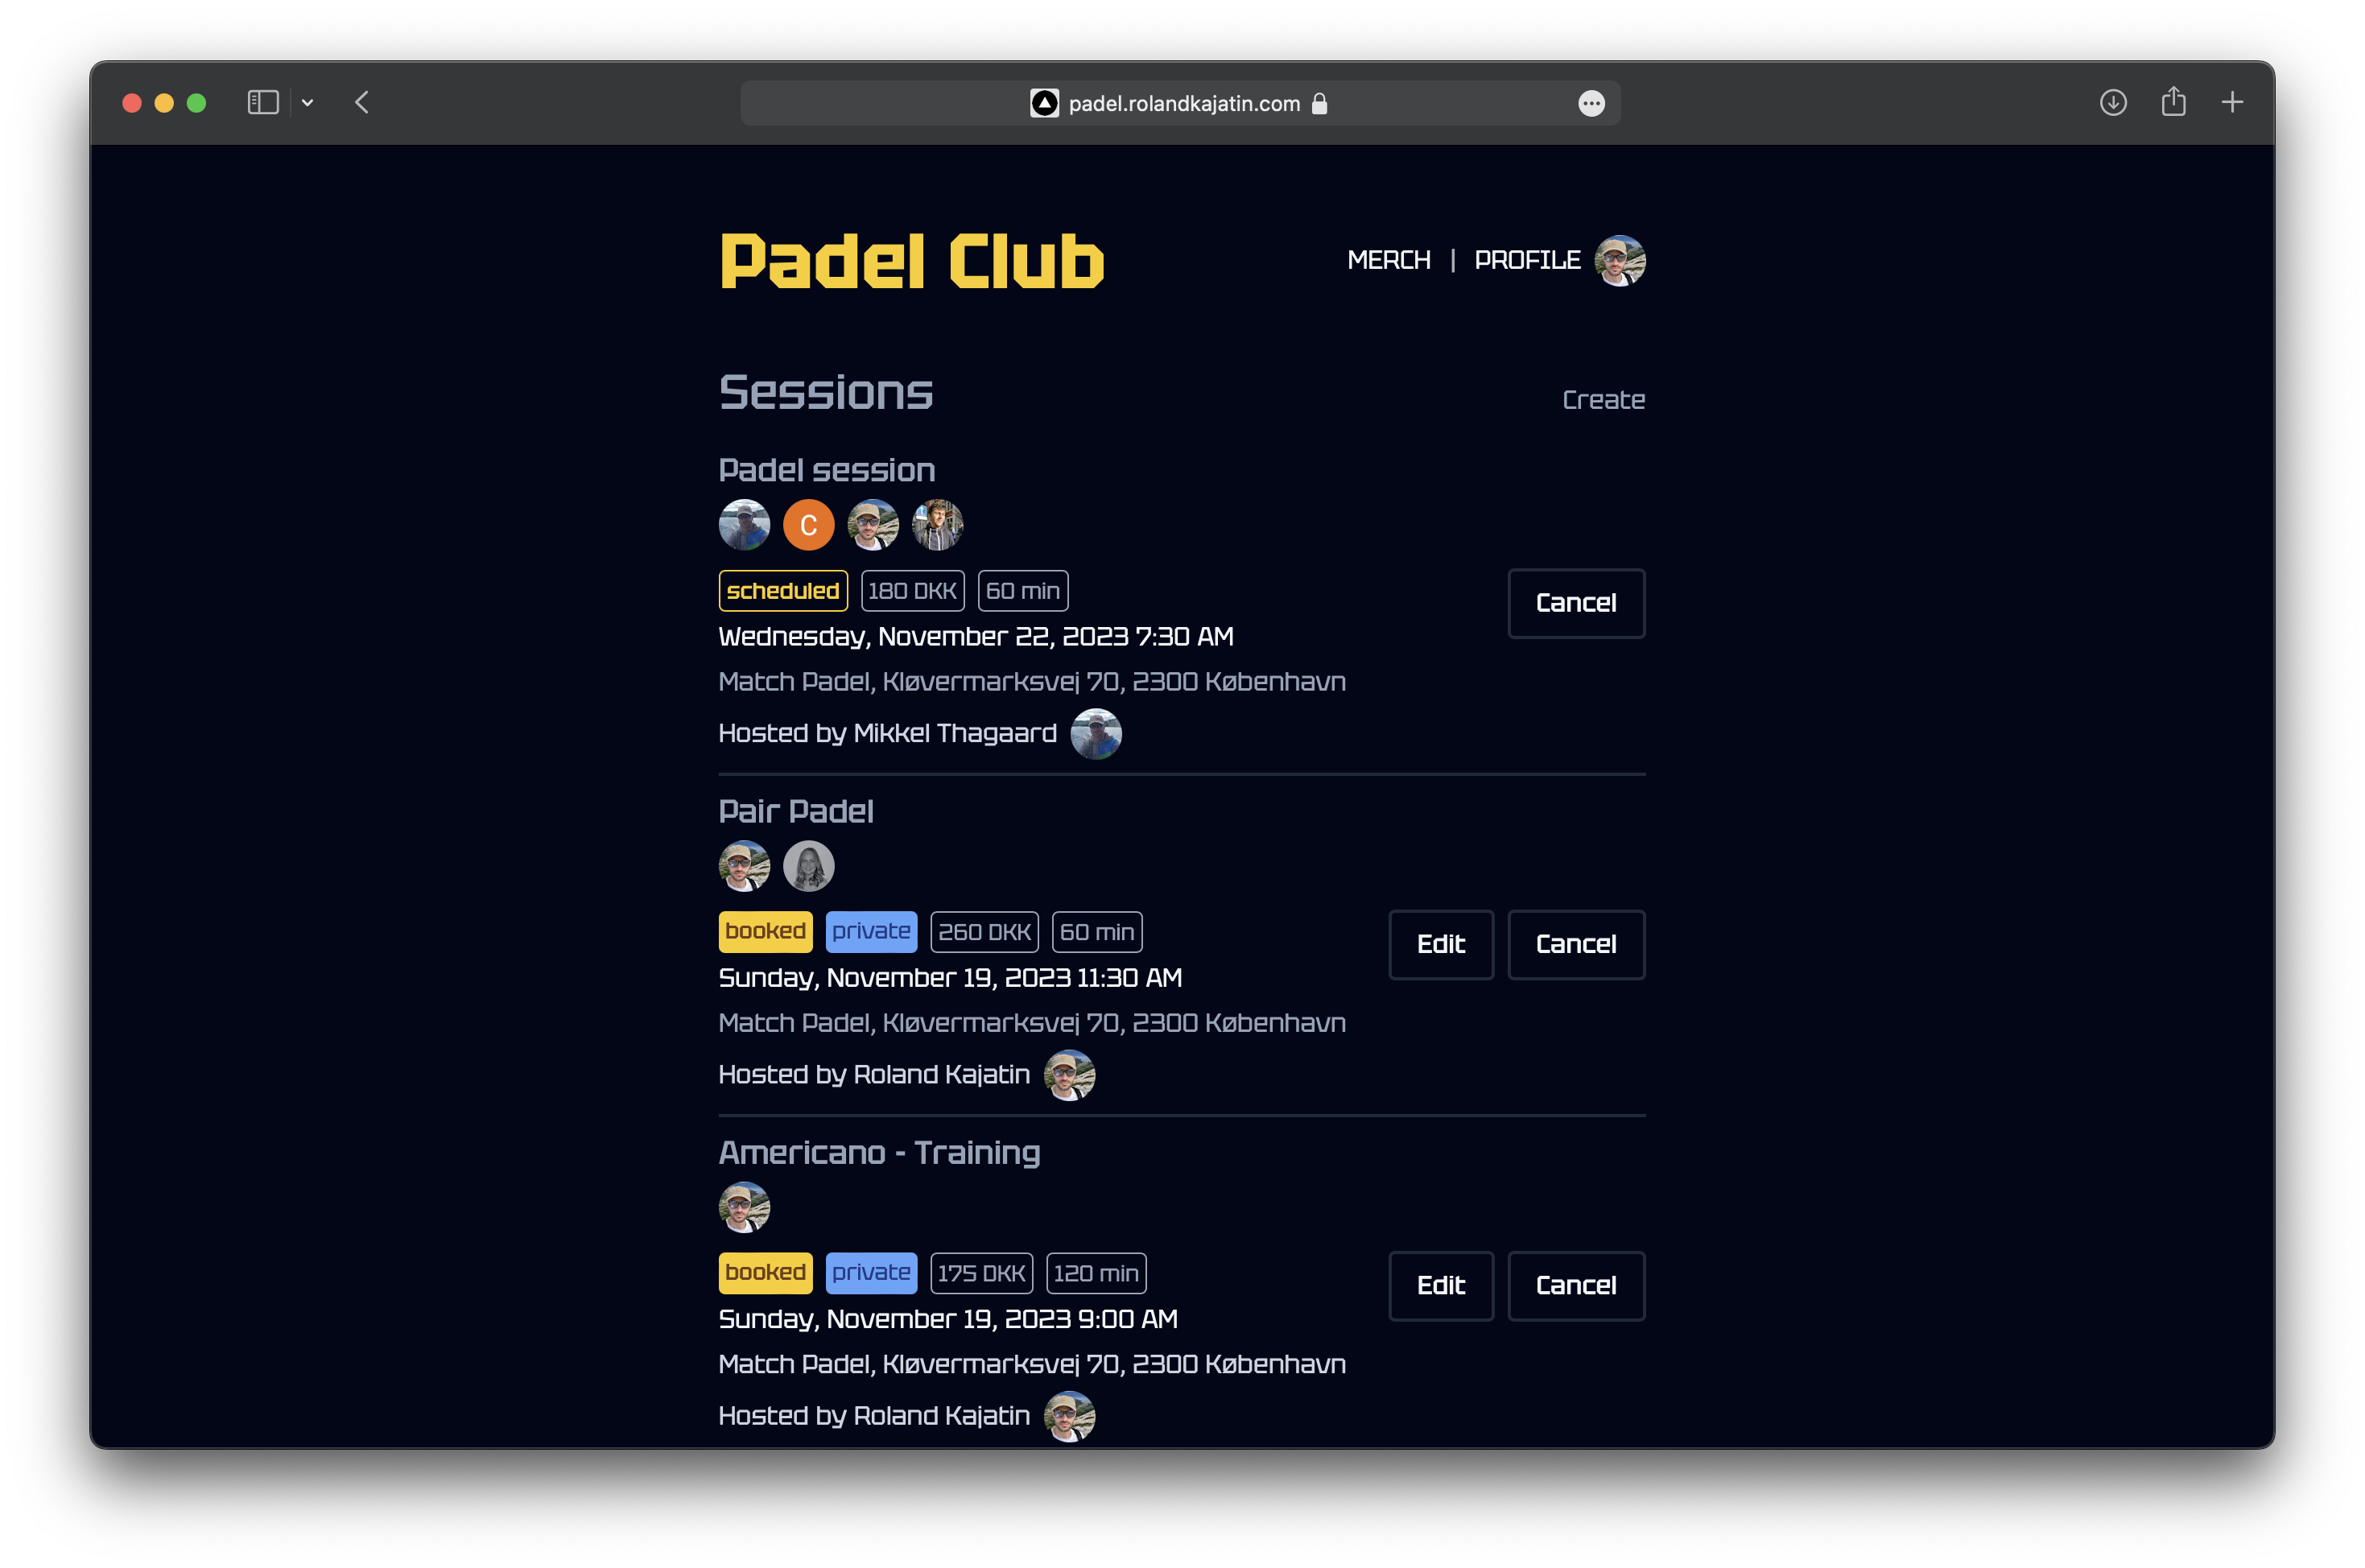 padel.rolandkajatin.com
Padel Club
MERCH | PROFILE
Sessions
Create
Padel session
C
scheduled 180 DKK 60 min
Cancel
Wednesday, November 22, 2023 7:30 AM
Match Padel, Kløvermarksvej 70, 2300 København
Hosted by Mikkel Thagaard
Pair Padel
booked private 260 DKK 60 min
Edit Cancel
Sunday, November 19, 2023 11:30 AM
Match Padel, Kløvermarksvej 70, 2300 København
Hosted by Roland Kajatin
Americano - Training
booked private 175 DKK 120 min
Edit Cancel
Sunday, November 19, 2023 9:00 AM
Match Padel, Kløvermarksvej 70, 2300 København
Hosted by Roland Kajatin